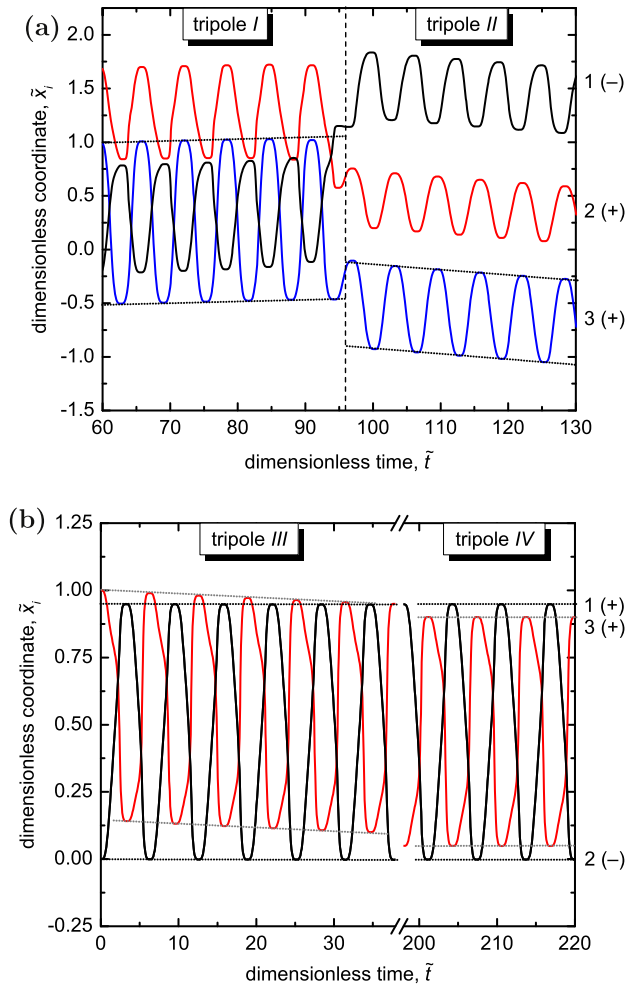 (a)
tripole I
tripole II
2.0
1.5
1.0
0.5
0.0
-0.5
-1.0
-1.5
dimensionless coordinate, x̃i
1 (–)
2 (+)
3 (+)
60 70 80 90 100 110 120 130
dimensionless time, t̃
(b)
tripole III
tripole IV
1.25
1.00
0.75
0.50
0.25
0.00
-0.25
dimensionless coordinate, x̃i
1 (+)
3 (+)
2 (–)
0 10 20 30 200 210 220
dimensionless time, t̃